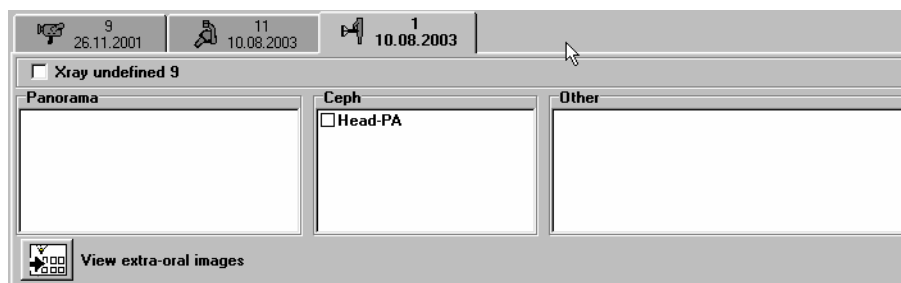 9
26.11.2001
11
10.08.2003
1
10.08.2003
Xray undefined 9
Panorama
Ceph
Other
Head-PA
View extra-oral images